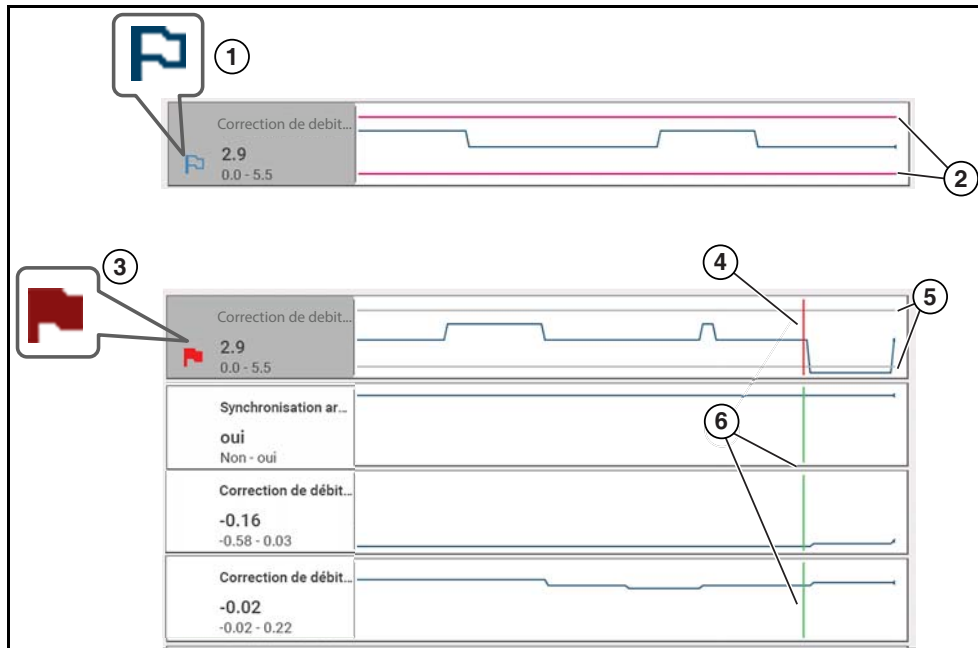 1
Correction de debit...
2.9
0.0 - 5.5
2
3
4
5
Correction de debit...
2.9
0.0 - 5.5
Synchronisation ar...
oui
Non - oui
6
Correction de débit...
-0.16
-0.58 - 0.03
Correction de débit...
-0.02
-0.02 - 0.22